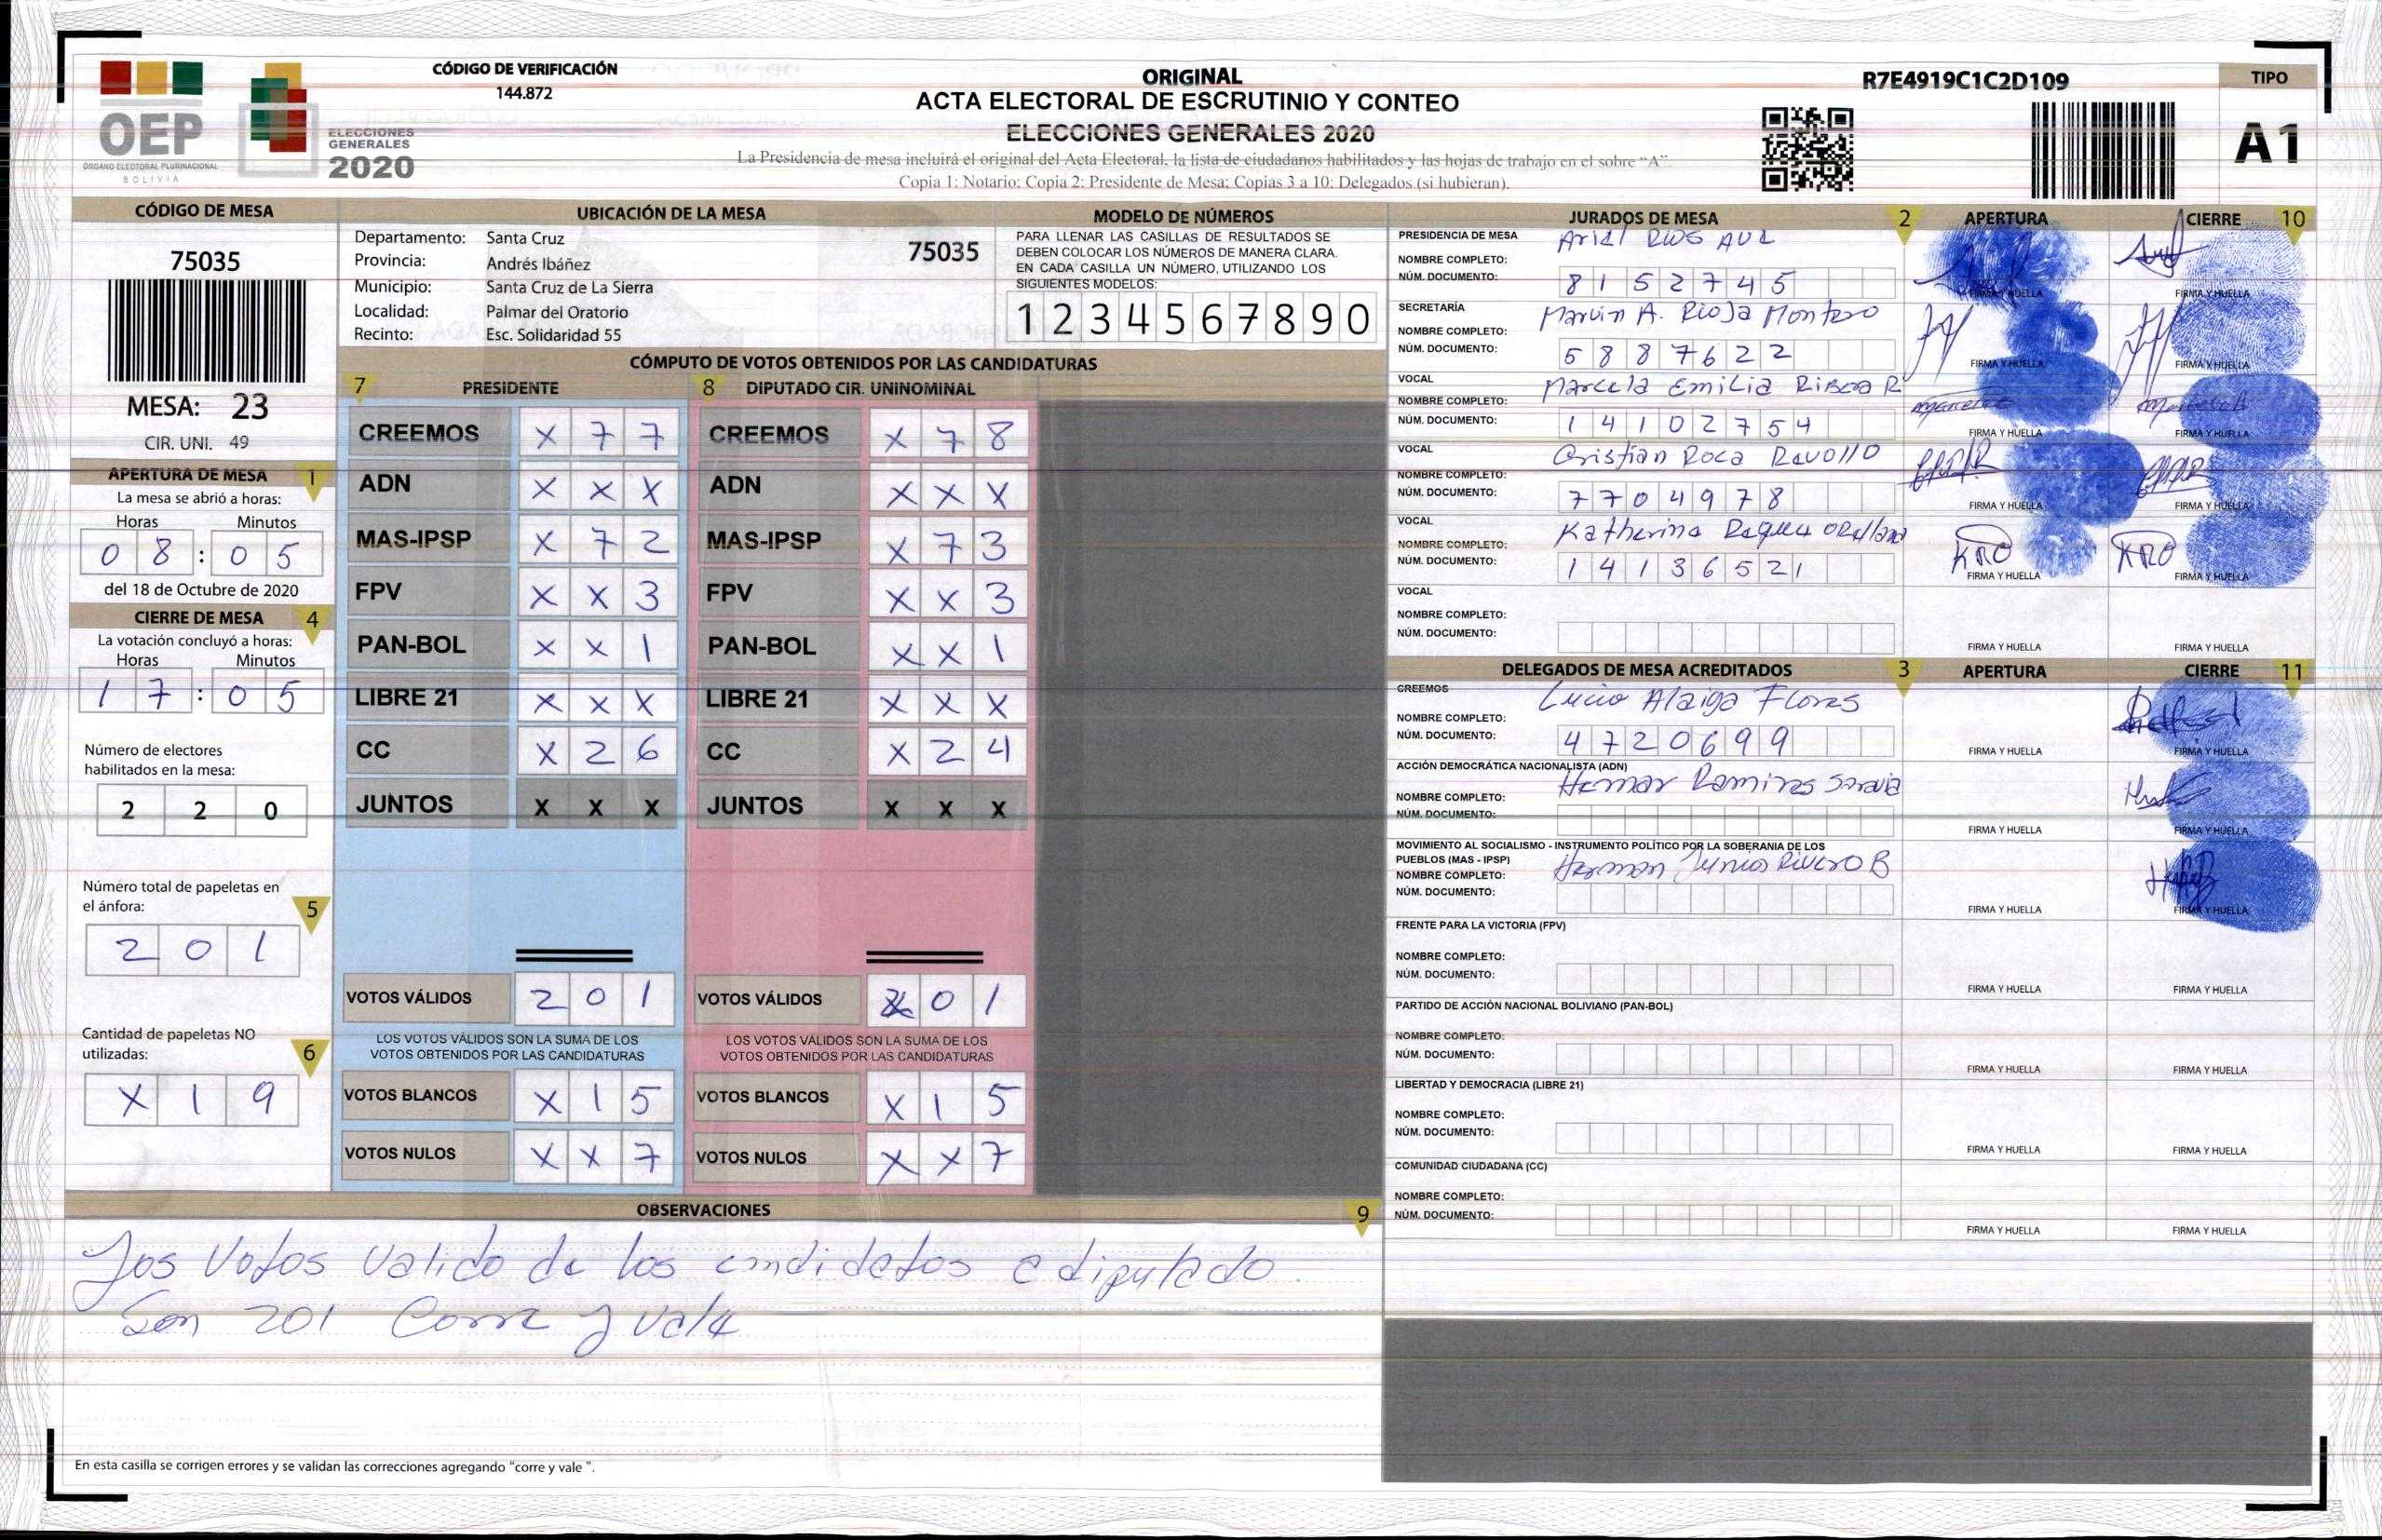 CÓDIGO DE VERIFICACIÓN
144.872
OEP
ÓRGANO ELECTORAL PLURINACIONAL
BOLIVIA
ELECCIONES
GENERALES
2020
ORIGINAL
ACTA ELECTORAL DE ESCRUTINIO Y CONTEO
ELECCIONES GENERALES 2020
La Presidencia de mesa incluirá el original del Acta Electoral, la lista de ciudadanos habilitados y las hojas de trabajo en el sobre "A".
Copia 1: Notario; Copia 2: Presidente de Mesa; Copias 3 a 10: Delegados (si hubieran).
R7E4919C1C2D109
TIPO
A1
CÓDIGO DE MESA
75035
MESA: 23
CIR. UNI. 49
APERTURA DE MESA 1
La mesa se abrió a horas:
Horas Minutos
0 8 : 0 5
del 18 de Octubre de 2020
CIERRE DE MESA 4
La votación concluyó a horas:
Horas Minutos
1 7 : 0 5
Número de electores
habilitados en la mesa:
2 2 0
Número total de papeletas en
el ánfora: 5
2 0 1
Cantidad de papeletas NO
utilizadas: 6
X 1 9
UBICACIÓN DE LA MESA
Departamento: Santa Cruz 75035
Provincia: Andrés Ibáñez
Municipio: Santa Cruz de La Sierra
Localidad: Palmar del Oratorio
Recinto: Esc. Solidaridad 55
MODELO DE NÚMEROS
PARA LLENAR LAS CASILLAS DE RESULTADOS SE
DEBEN COLOCAR LOS NÚMEROS DE MANERA CLARA.
EN CADA CASILLA UN NÚMERO, UTILIZANDO LOS
SIGUIENTES MODELOS:
1 2 3 4 5 6 7 8 9 0
CÓMPUTO DE VOTOS OBTENIDOS POR LAS CANDIDATURAS
7 PRESIDENTE 8 DIPUTADO CIR. UNINOMINAL
CREEMOS X 7 7 CREEMOS X 7 8
ADN X X X ADN X X X
MAS-IPSP X 7 2 MAS-IPSP X 7 3
FPV X X 3 FPV X X 3
PAN-BOL X X 1 PAN-BOL X X 1
LIBRE 21 X X X LIBRE 21 X X X
CC X 2 6 CC X 2 4
JUNTOS X X X JUNTOS X X X
VOTOS VÁLIDOS 2 0 1 VOTOS VÁLIDOS 2 0 1
LOS VOTOS VÁLIDOS SON LA SUMA DE LOS LOS VOTOS VÁLIDOS SON LA SUMA DE LOS
VOTOS OBTENIDOS POR LAS CANDIDATURAS VOTOS OBTENIDOS POR LAS CANDIDATURAS
VOTOS BLANCOS X 1 5 VOTOS BLANCOS X 1 5
VOTOS NULOS X X 7 VOTOS NULOS X X 7
OBSERVACIONES 9
Los Votos valido de los candidatos a diputado.
Son 201 Corre y vale
En esta casilla se corrigen errores y se validan las correcciones agregando "corre y vale ".
JURADOS DE MESA 2 APERTURA CIERRE 10
PRESIDENCIA DE MESA Ariel Rios
NOMBRE COMPLETO:
NÚM. DOCUMENTO: 8 1 5 2 7 4 5
FIRMA Y HUELLA FIRMA Y HUELLA
SECRETARÍA Marvin A. Rioja Montero
NOMBRE COMPLETO:
NÚM. DOCUMENTO: 5 8 8 7 6 2 2
FIRMA Y HUELLA FIRMA Y HUELLA
VOCAL Marcela Emilia Ribera R
NOMBRE COMPLETO:
NÚM. DOCUMENTO: 1 4 1 0 2 7 5 4
FIRMA Y HUELLA FIRMA Y HUELLA
VOCAL Cristian Roca Ravollo
NOMBRE COMPLETO:
NÚM. DOCUMENTO: 7 7 0 4 9 7 8
FIRMA Y HUELLA FIRMA Y HUELLA
VOCAL Katherine Orellana
NOMBRE COMPLETO:
NÚM. DOCUMENTO: 1 4 1 3 6 5 2 1
KRO KRO
FIRMA Y HUELLA FIRMA Y HUELLA
VOCAL
NOMBRE COMPLETO:
NÚM. DOCUMENTO:
FIRMA Y HUELLA FIRMA Y HUELLA
DELEGADOS DE MESA ACREDITADOS 3 APERTURA CIERRE 11
CREEMOS Lucio Alaiga Flores
NOMBRE COMPLETO:
NÚM. DOCUMENTO: 4 7 2 0 6 9 9
FIRMA Y HUELLA FIRMA Y HUELLA
ACCIÓN DEMOCRÁTICA NACIONALISTA (ADN)
NOMBRE COMPLETO: Hemar Ramires
NÚM. DOCUMENTO:
FIRMA Y HUELLA FIRMA Y HUELLA
MOVIMIENTO AL SOCIALISMO - INSTRUMENTO POLÍTICO POR LA SOBERANIA DE LOS
PUEBLOS (MAS - IPSP)
NOMBRE COMPLETO: Herman Junior Rivero B
NÚM. DOCUMENTO:
FIRMA Y HUELLA FIRMA Y HUELLA
FRENTE PARA LA VICTORIA (FPV)
NOMBRE COMPLETO:
NÚM. DOCUMENTO:
FIRMA Y HUELLA FIRMA Y HUELLA
PARTIDO DE ACCIÓN NACIONAL BOLIVIANO (PAN-BOL)
NOMBRE COMPLETO:
NÚM. DOCUMENTO:
FIRMA Y HUELLA FIRMA Y HUELLA
LIBERTAD Y DEMOCRACIA (LIBRE 21)
NOMBRE COMPLETO:
NÚM. DOCUMENTO:
FIRMA Y HUELLA FIRMA Y HUELLA
COMUNIDAD CIUDADANA (CC)
NOMBRE COMPLETO:
NÚM. DOCUMENTO:
FIRMA Y HUELLA FIRMA Y HUELLA